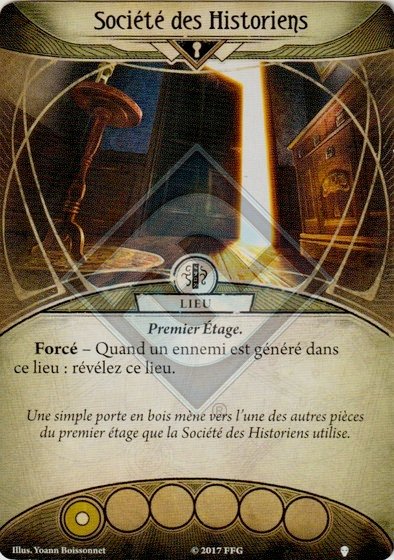 Société des Historiens
LIEU
Premier Étage.
Forcé – Quand un ennemi est généré dans
ce lieu : révélez ce lieu.
Une simple porte en bois mène vers l'une des autres pièces
du premier étage que la Société des Historiens utilise.
Illus. Yoann Boissonnet
© 2017 FFG